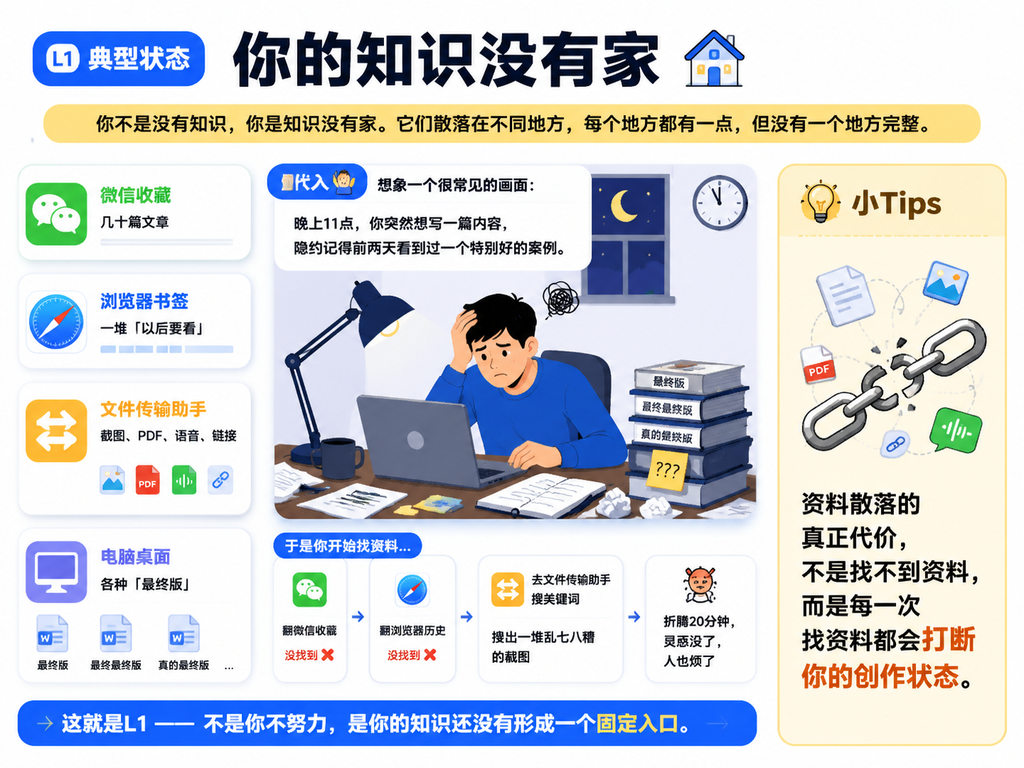 L1 典型状态
你的知识没有家
你不是没有知识，你是知识没有家。它们散落在不同地方，每个地方都有一点，但没有一个地方完整。
微信收藏
几十篇文章
浏览器书签
一堆「以后要看」
文件传输助手
截图、PDF、语音、链接
PDF
电脑桌面
各种「最终版」
W
W
W
最终版
最终最终版
真的最终版
...
代入
想象一个很常见的画面：
晚上11点，你突然想写一篇内容，
隐约记得前两天看到过一个特别好的案例。
最终版
最终最终版
真的最终版
???
于是你开始找资料...
翻微信收藏
没找到
翻浏览器历史
没找到
去文件传输助手
搜关键词
搜出一堆乱七八糟
的截图
折腾20分钟，
灵感没了，
人也烦了
小Tips
PDF
资料散落的
真正代价，
不是找不到资料，
而是每一次
找资料都会打断
你的创作状态。
→ 这就是L1 —— 不是你不努力，是你的知识还没有形成一个固定入口。 →